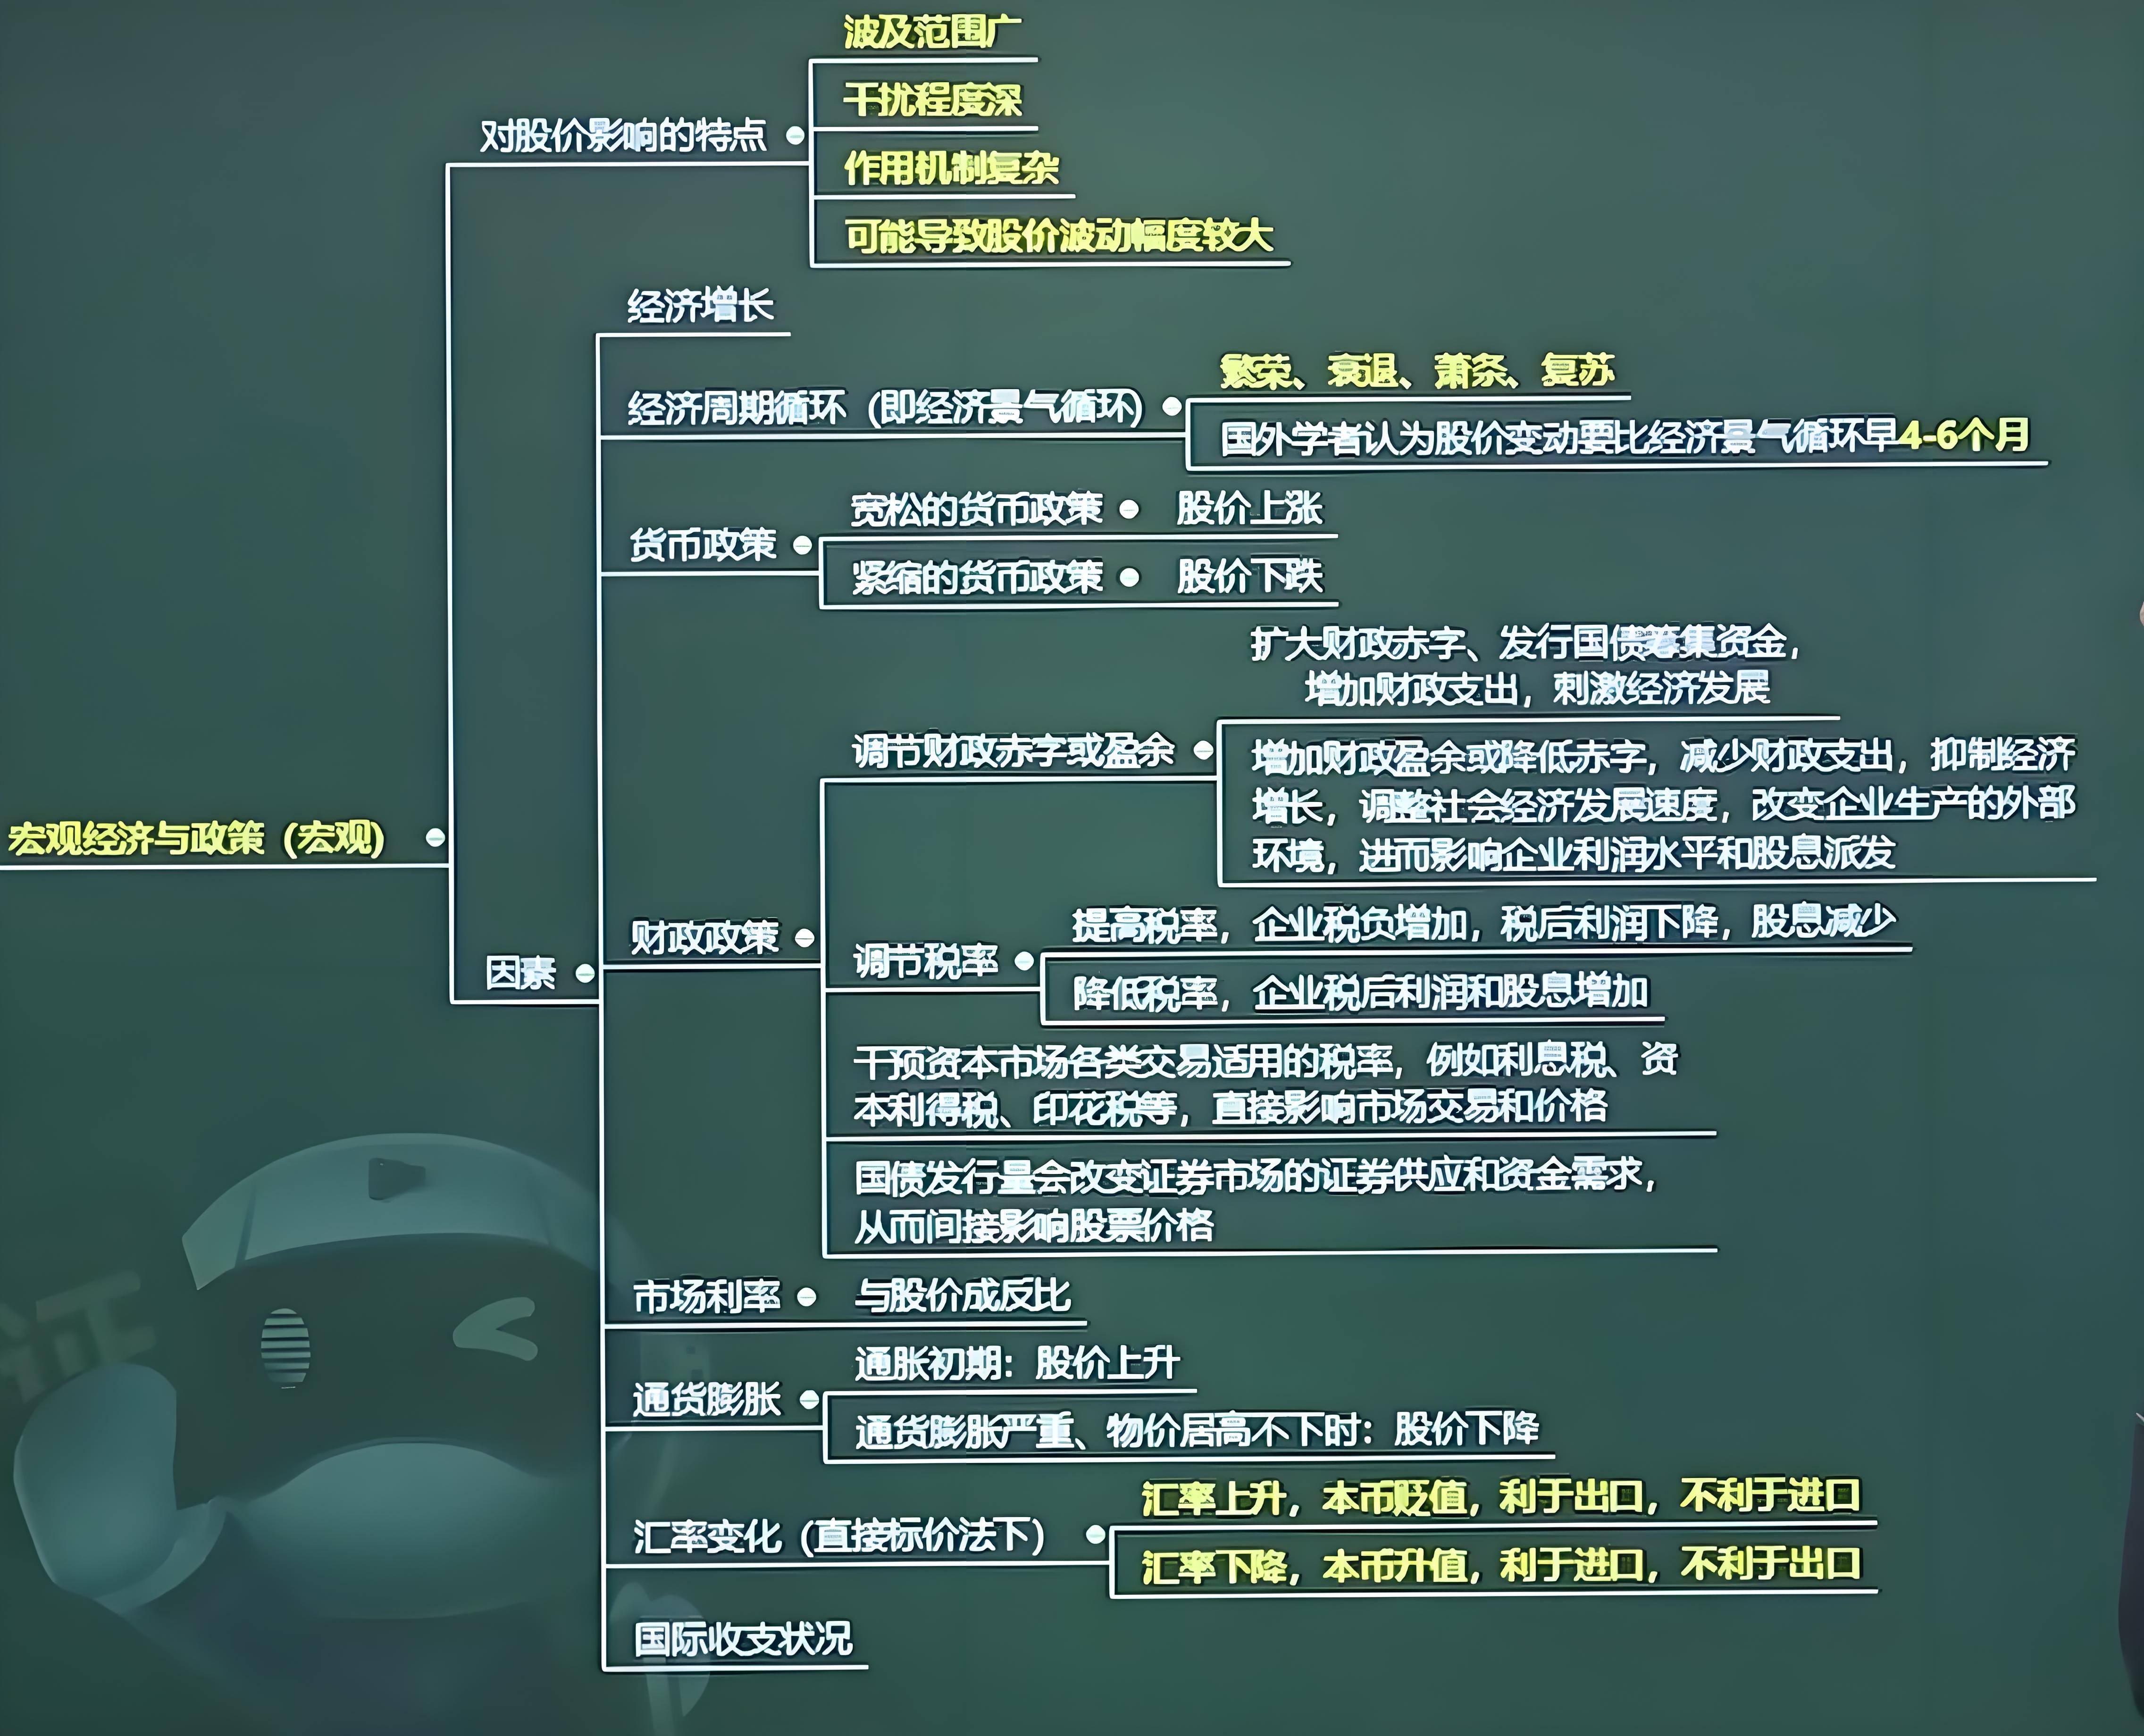 波及范围广
干扰程度深
对股价影响的特点
作用机制复杂
可能导致股价波动幅度较大
经济增长
繁荣、衰退、萧条、复苏
经济周期循环（即经济景气循环）
国外学者认为股价变动要比经济景气循环早4-6个月
宽松的货币政策 股价上涨
货币政策
紧缩的货币政策 股价下跌
扩大财政赤字、发行国债筹集资金，
增加财政支出，刺激经济发展
调节财政赤字或盈余
增加财政盈余或降低赤字，减少财政支出，抑制经济
增长，调整社会经济发展速度，改变企业生产的外部
环境，进而影响企业利润水平和股息派发
宏观经济与政策（宏观）
提高税率，企业税负增加，税后利润下降，股息减少
财政政策
调节税率
因素
降低税率，企业税后利润和股息增加
干预资本市场各类交易适用的税率，例如利息税、资
本利得税、印花税等，直接影响市场交易和价格
国债发行量会改变证券市场的证券供应和资金需求，
从而间接影响股票价格
市场利率 与股价成反比
证
通胀初期：股价上升
通货膨胀
通货膨胀严重、物价居高不下时：股价下降
汇率上升，本币贬值，利于出口，不利于进口
汇率变化（直接标价法下）
汇率下降，本币升值，利于进口，不利于出口
国际收支状况